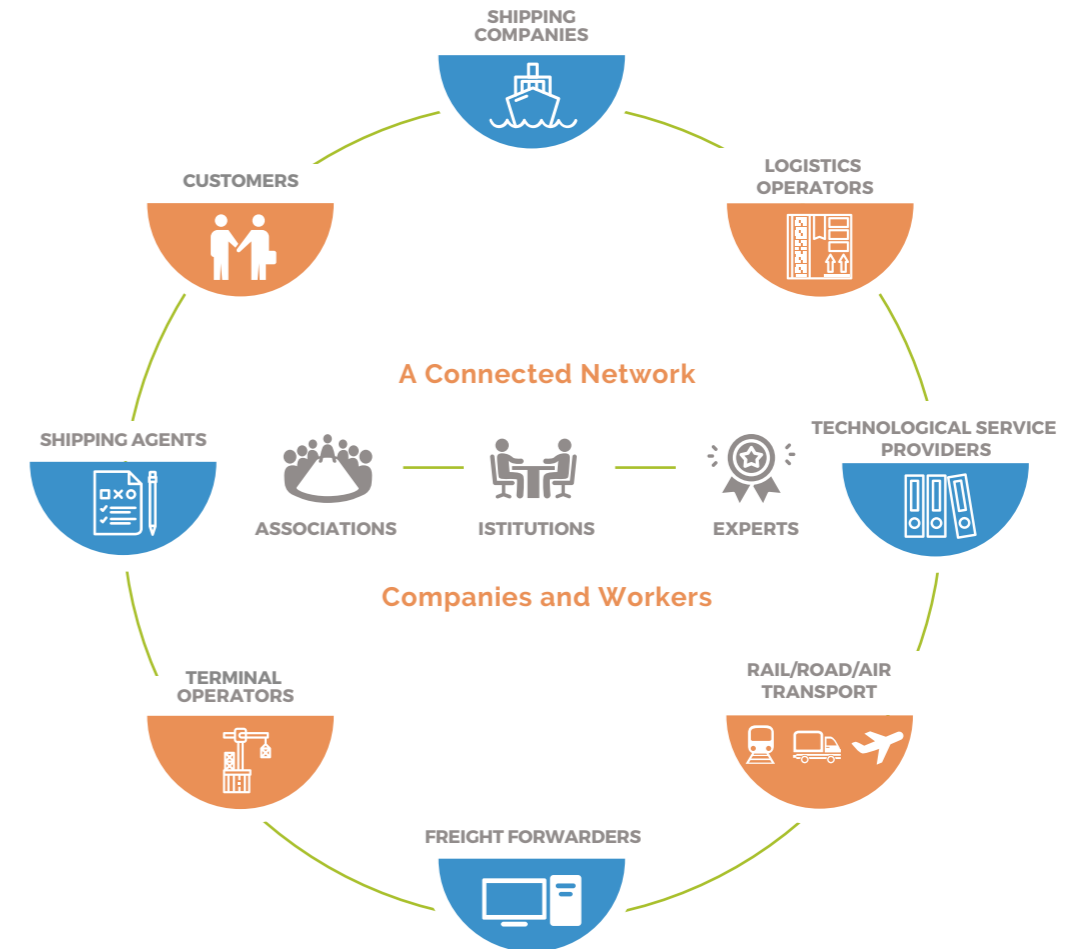 SHIPPING
COMPANIES
CUSTOMERS
LOGISTICS
OPERATORS
A Connected Network
SHIPPING AGENTS
TECHNOLOGICAL SERVICE
PROVIDERS
ASSOCIATIONS
ISTITUTIONS
EXPERTS
Companies and Workers
TERMINAL
OPERATORS
RAIL/ROAD/AIR
TRANSPORT
FREIGHT FORWARDERS